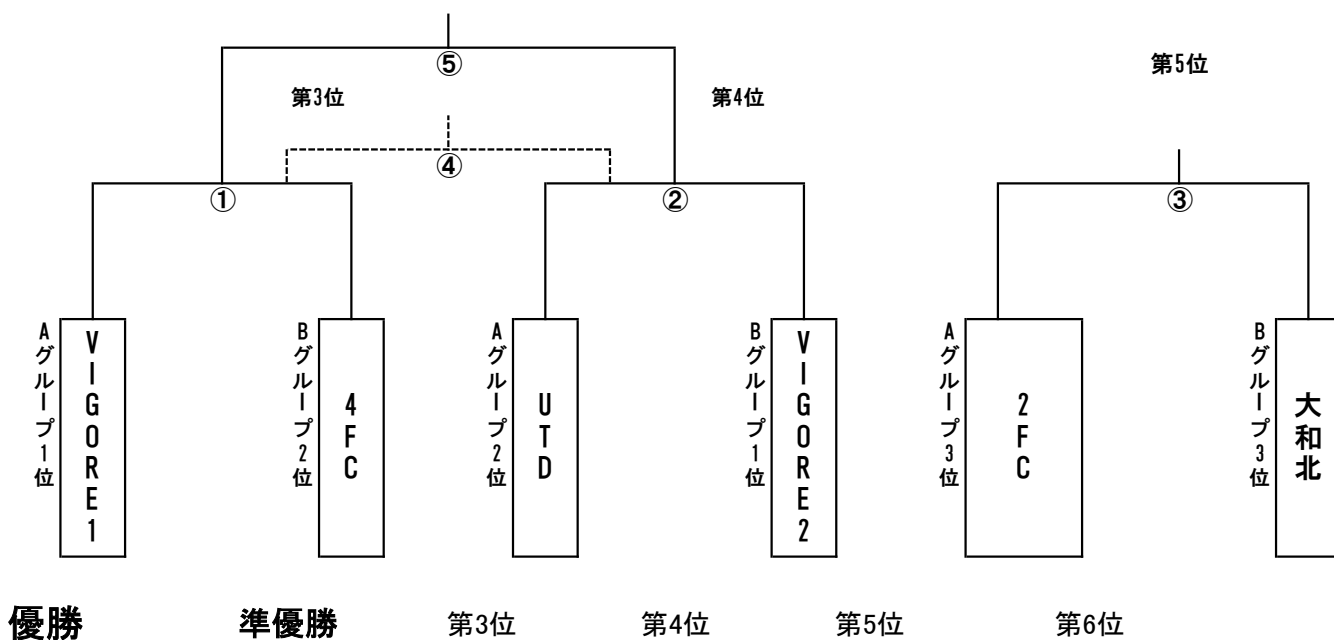 ⑤
第5位
第3位
第4位
④
①
②
③
Aグループ1位
VIGORE1
Bグループ2位
4FC
Aグループ2位
UTD
Bグループ1位
VIGORE2
Aグループ3位
2FC
Bグループ3位
大和北
優勝 準優勝 第3位 第4位 第5位 第6位